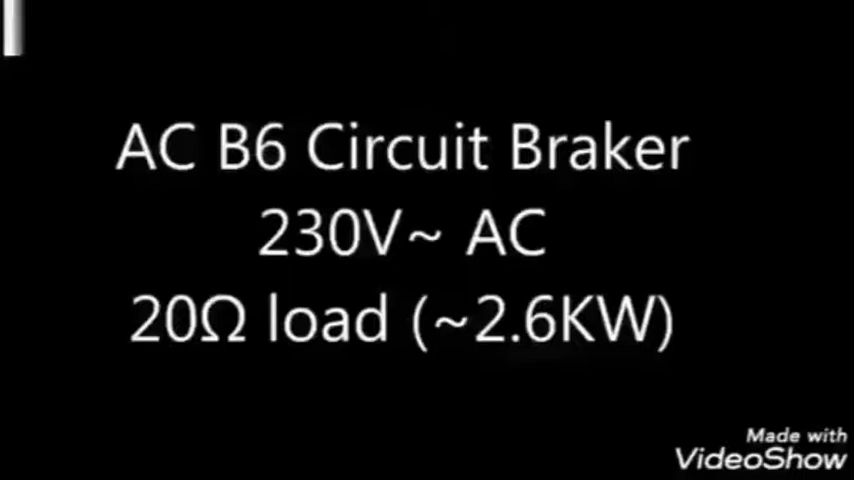 AC B6 Circuit Braker
230V~ AC
20Ω load (~2.6KW)
Made with
VideoShow